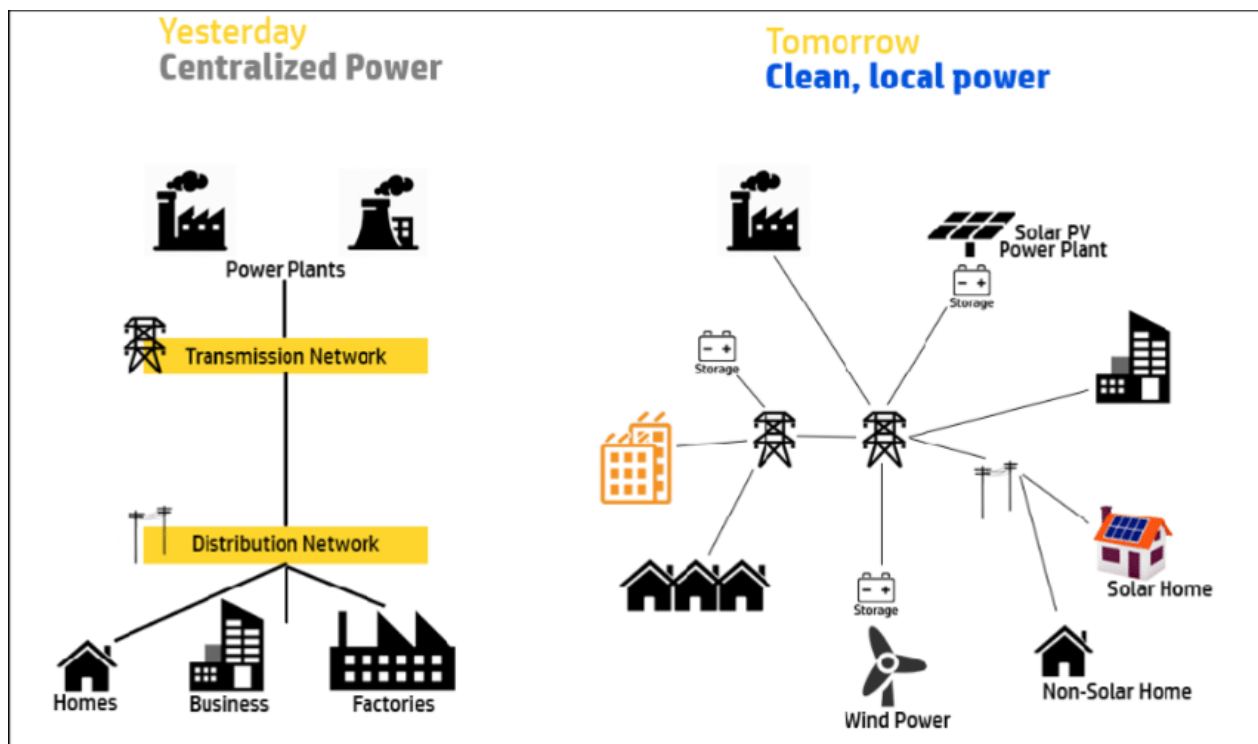 Yesterday
Centralized Power
Power Plants
Transmission Network
Distribution Network
Homes
Business
Factories
Tomorrow
Clean, local power
Solar PV
Power Plant
Storage
Storage
Storage
Solar Home
Non-Solar Home
Wind Power